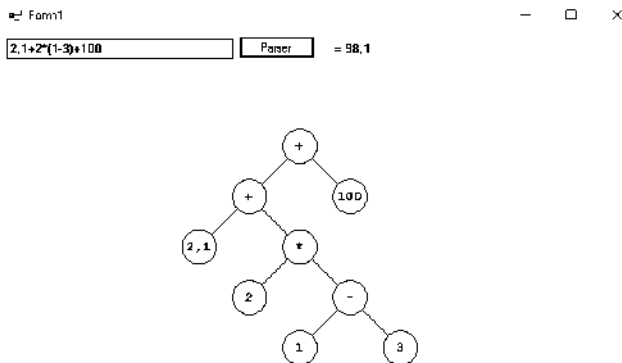 Form1
2,1+2*(1-3)+100 Parser = 98,1
+
+ 100
2,1 *
2 -
1 3